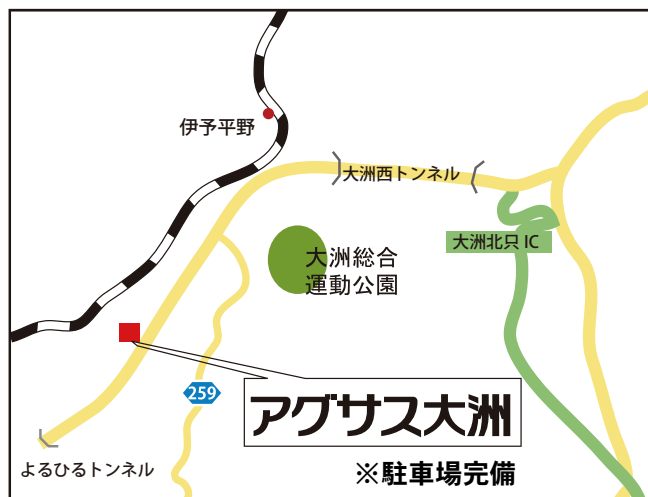 伊予平野
大洲西トンネル
大洲北只 IC
大洲総合
運動公園
259
アグサス大洲
よるひるトンネル
※駐車場完備